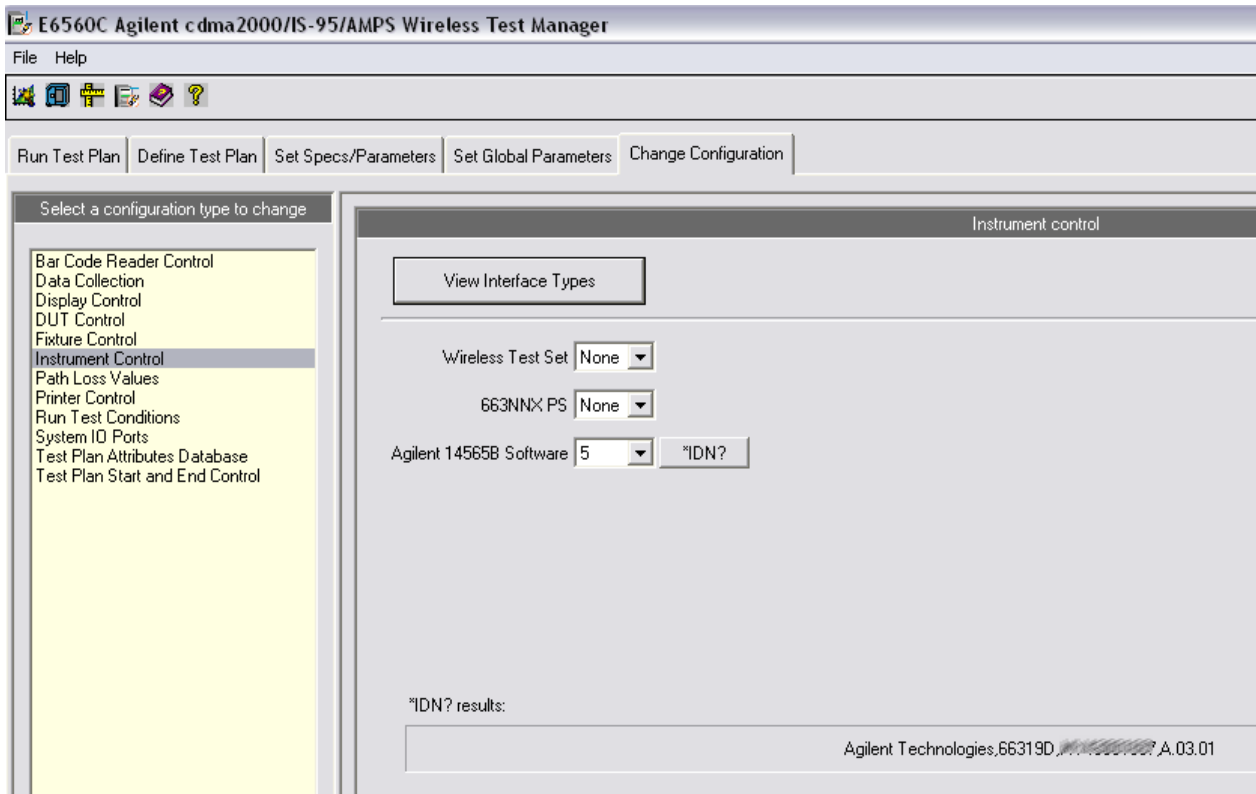 E6560C Agilent cdma2000/IS-95/AMPS Wireless Test Manager
File Help
Run Test Plan Define Test Plan Set Specs/Parameters Set Global Parameters Change Configuration
Select a configuration type to change
Bar Code Reader Control
Data Collection
Display Control
DUT Control
Fixture Control
Instrument Control
Path Loss Values
Printer Control
Run Test Conditions
System IO Ports
Test Plan Attributes Database
Test Plan Start and End Control
Instrument control
View Interface Types
Wireless Test Set None
663NNX PS None
Agilent 14565B Software 5 *IDN?
*IDN? results:
Agilent Technologies,66319D, ,A.03.01